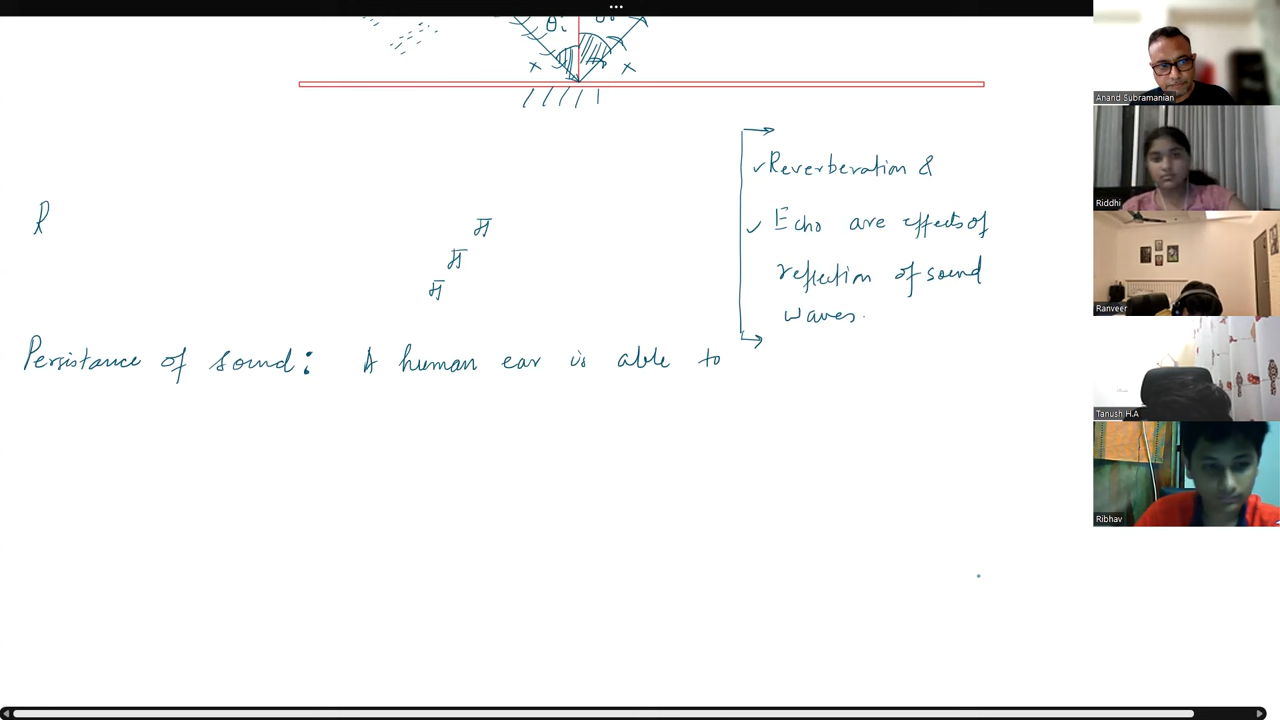 θi
Anand Subramanian
✓Reverberation &
Riddhi
R
म
✓ Echo are effects of
म
reflection of sound
म
waves.
Ranveer
Persistance of sound: A human ear is able to
Tanush H.A
Ribhav